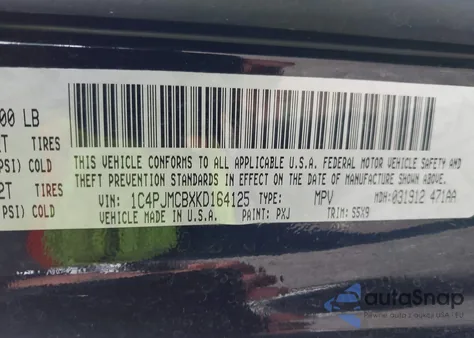 00 LB
2T TIRES
PSI) COLD
2T TIRES
PSI) COLD
THIS VEHICLE CONFORMS TO ALL APPLICABLE U.S.A. FEDERAL MOTOR VEHICLE SAFETY AND
THEFT PREVENTION STANDARDS IN EFFECT ON THE DATE OF MANUFACTURE SHOWN ABOVE.
VIN: 1C4PJMCBXKD164125 TYPE: MPV MDH: 031912 471AA
VEHICLE MADE IN U.S.A. PAINT: PXJ TRIM: S5X9
autaSnap